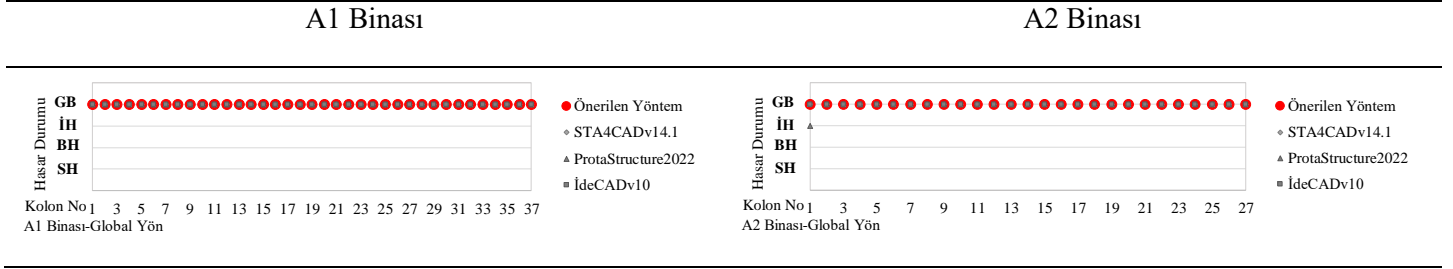 A1 Binası
A2 Binası
Hasar Durumu
GB
İH
BH
SH
Önerilen Yöntem
STA4CADv14.1
ProtaStructure2022
İdeCADv10
Kolon No 1 3 5 7 9 11 13 15 17 19 21 23 25 27 29 31 33 35 37
A1 Binası-Global Yön
Hasar Durumu
GB
İH
BH
SH
Önerilen Yöntem
STA4CADv14.1
ProtaStructure2022
İdeCADv10
Kolon No 1 3 5 7 9 11 13 15 17 19 21 23 25 27
A2 Binası-Global Yön